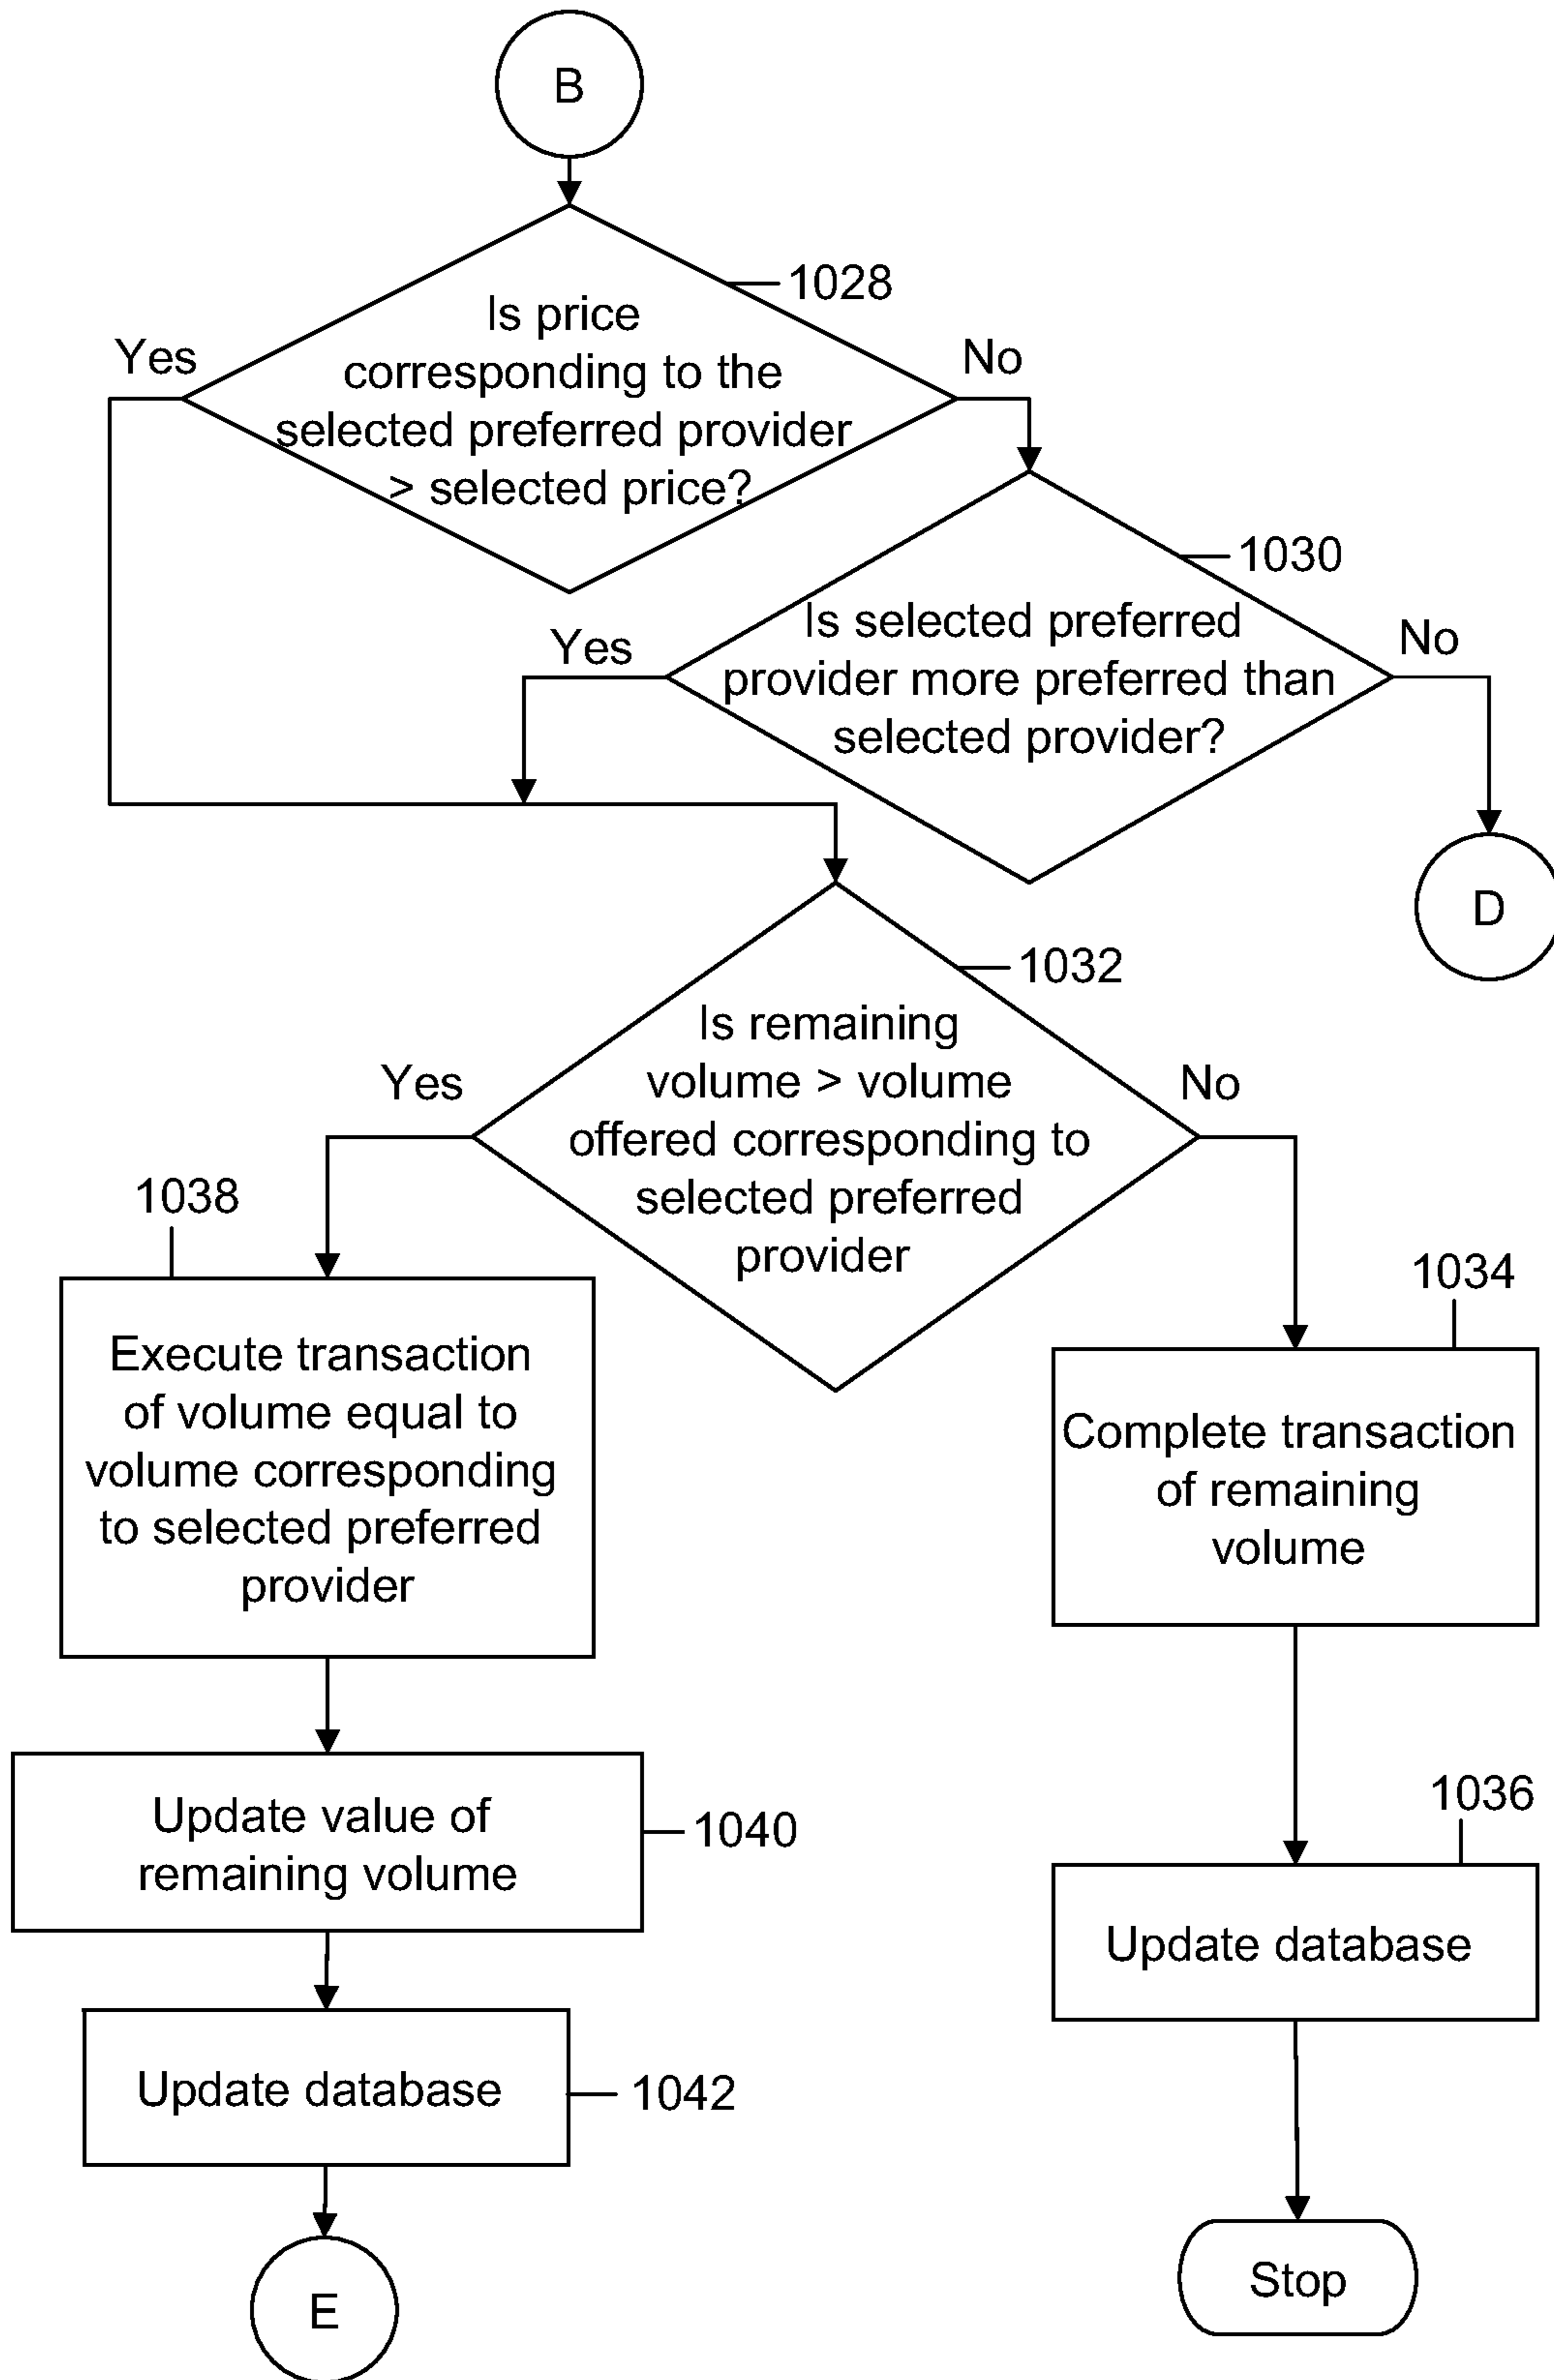 B
1028
Is price
corresponding to the
selected preferred provider
> selected price?
Yes
No
1030
Is selected preferred
provider more preferred than
selected provider?
Yes
No
D
1032
Is remaining
volume > volume
offered corresponding to
selected preferred
provider
Yes
No
1038
Execute transaction
of volume equal to
volume corresponding
to selected preferred
provider
1034
Complete transaction
of remaining
volume
Update value of
remaining volume
1040
1036
Update database
Update database
1042
Stop
E